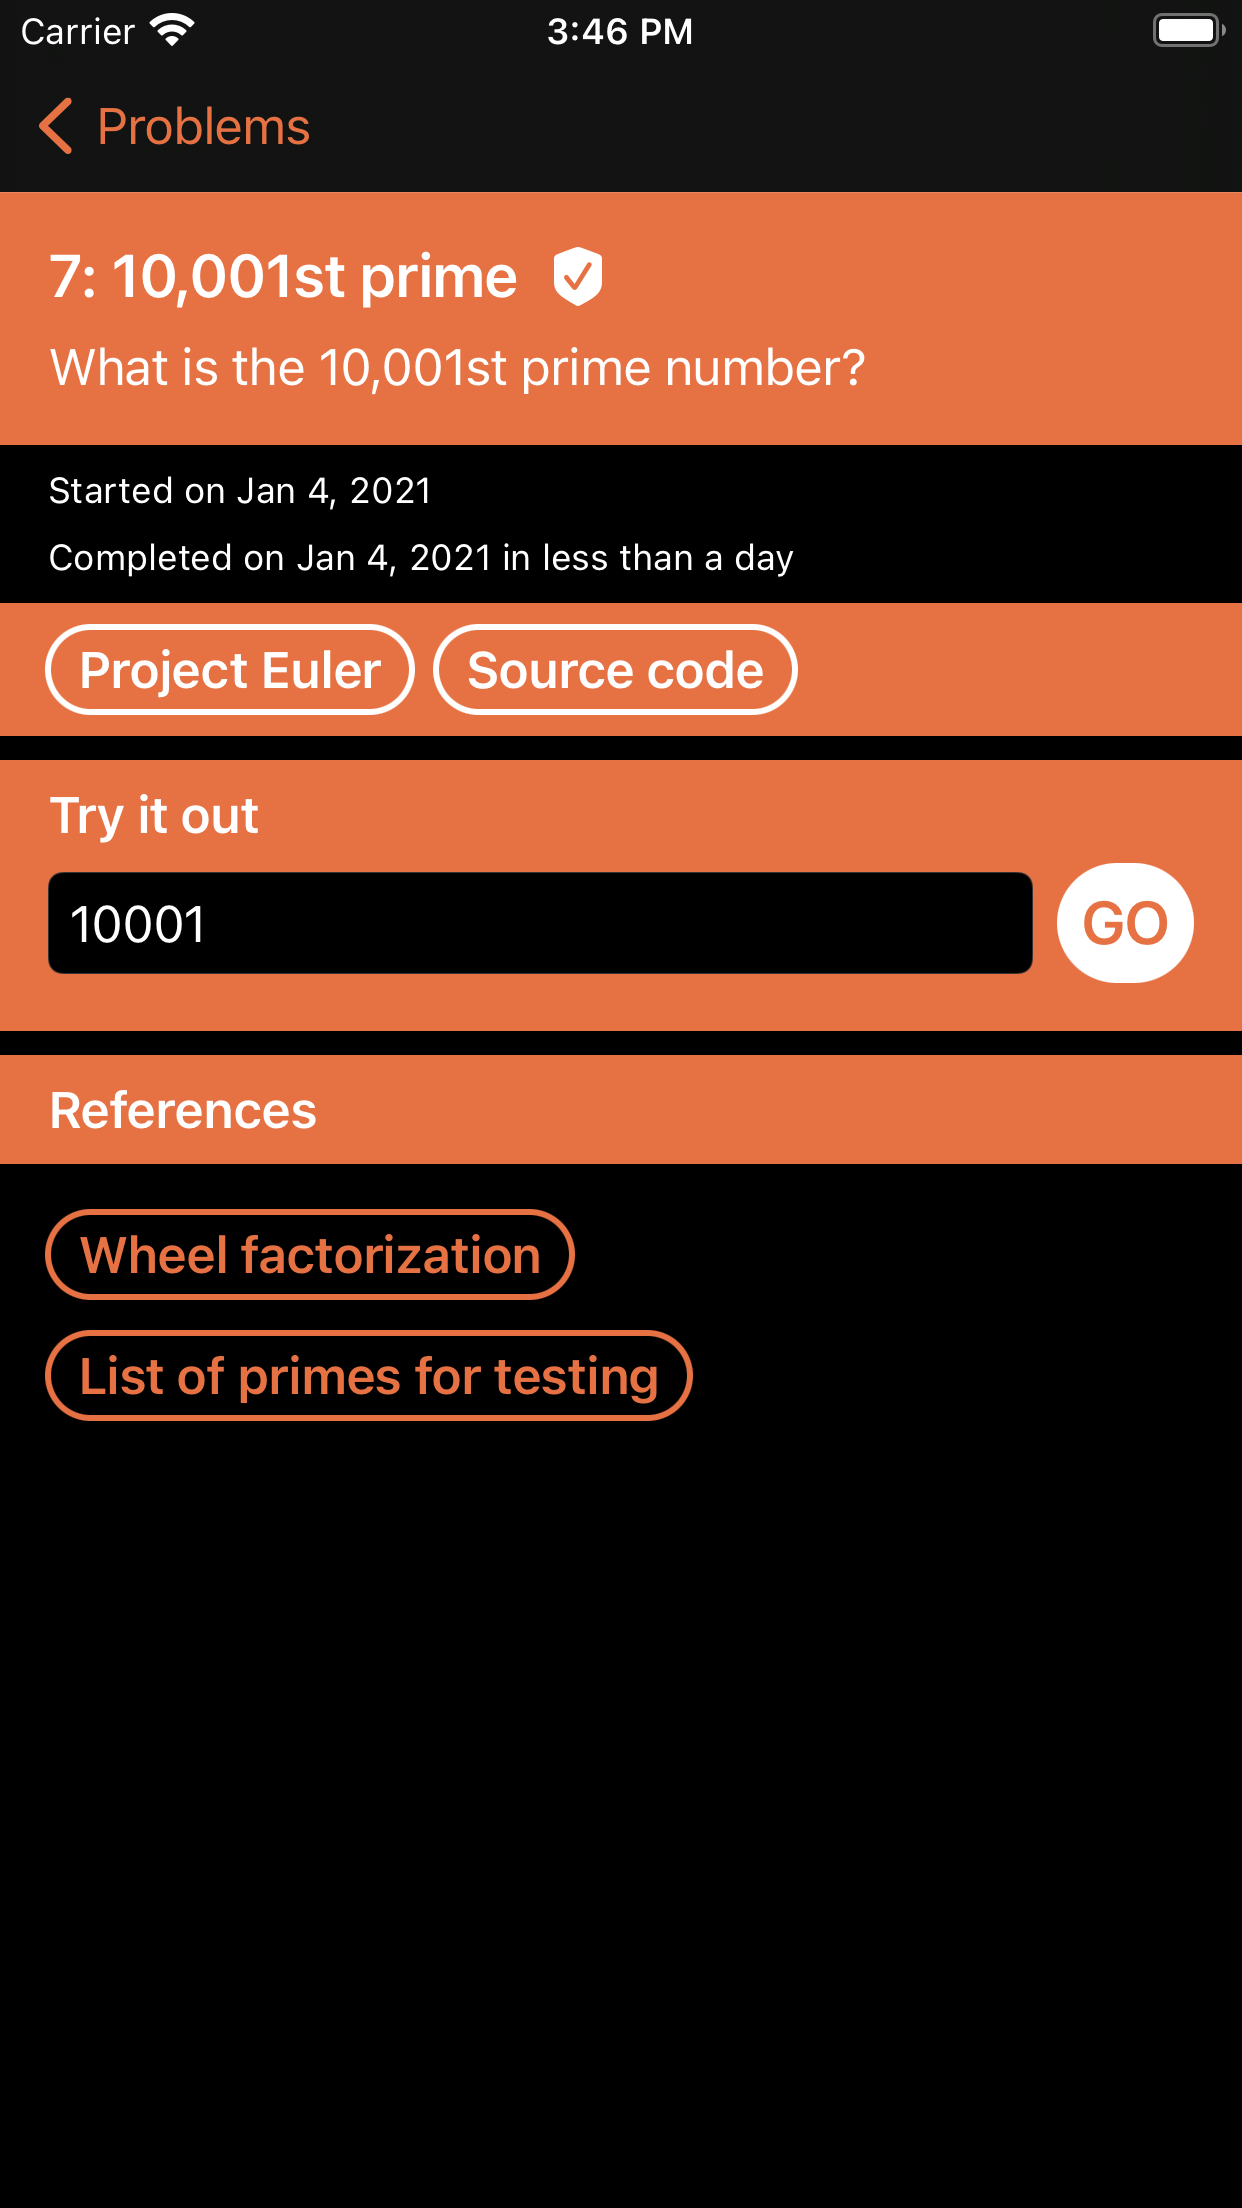 Carrier 3:46 PM
Problems
7: 10,001st prime
What is the 10,001st prime number?
Started on Jan 4, 2021
Completed on Jan 4, 2021 in less than a day
Project Euler Source code
Try it out
10001 GO
References
Wheel factorization
List of primes for testing